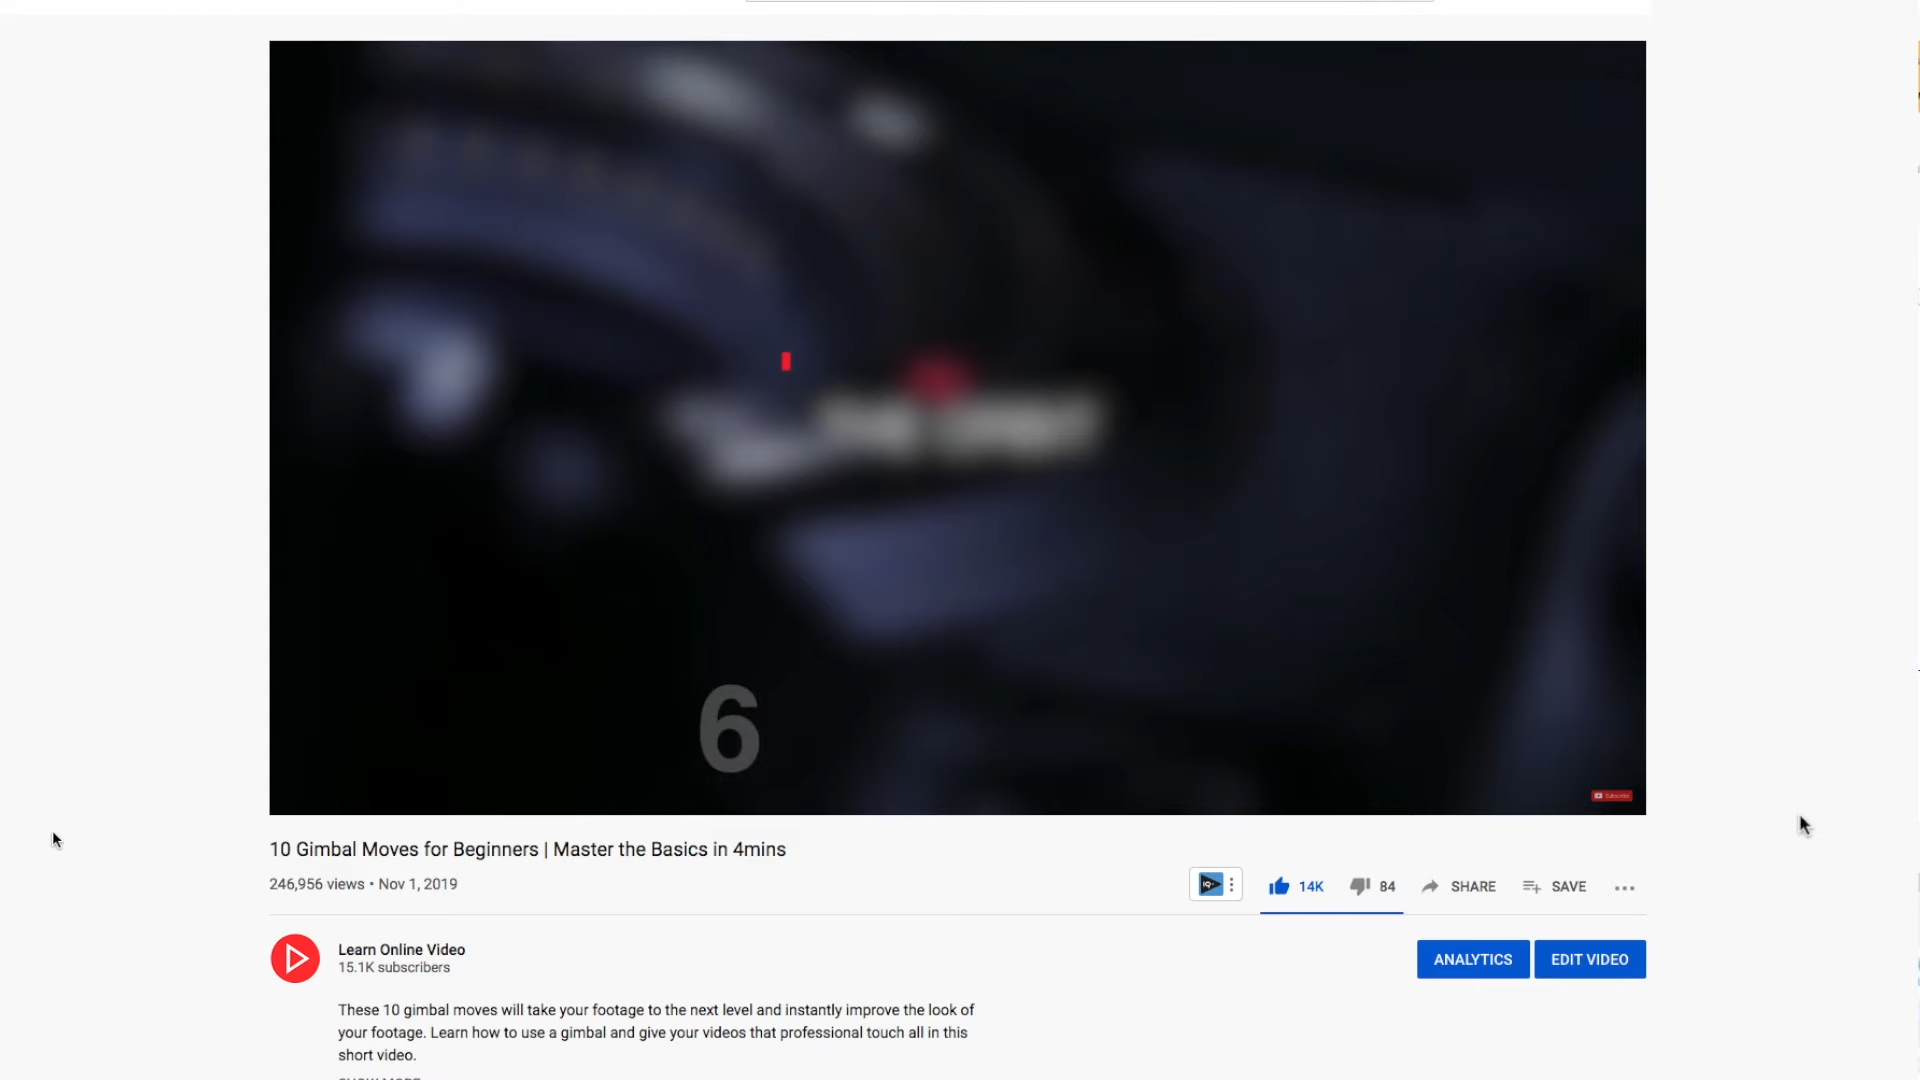 6
Subscribe
10 Gimbal Moves for Beginners | Master the Basics in 4mins
246,956 views • Nov 1, 2019
14K
84
SHARE
SAVE
Learn Online Video
15.1K subscribers
ANALYTICS
EDIT VIDEO
These 10 gimbal moves will take your footage to the next level and instantly improve the look of
your footage. Learn how to use a gimbal and give your videos that professional touch all in this
short video.